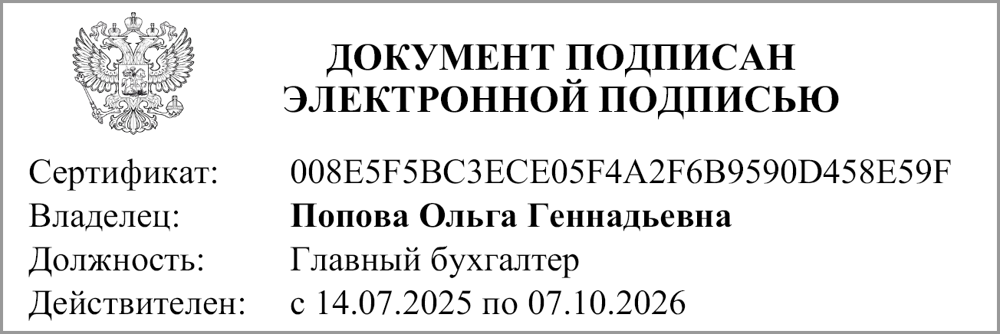 ДОКУМЕНТ ПОДПИСАН
ЭЛЕКТРОННОЙ ПОДПИСЬЮ
Сертификат: 008E5F5BC3ECE05F4A2F6B9590D458E59F
Владелец: Попова Ольга Геннадьевна
Должность: Главный бухгалтер
Действителен: с 14.07.2025 по 07.10.2026